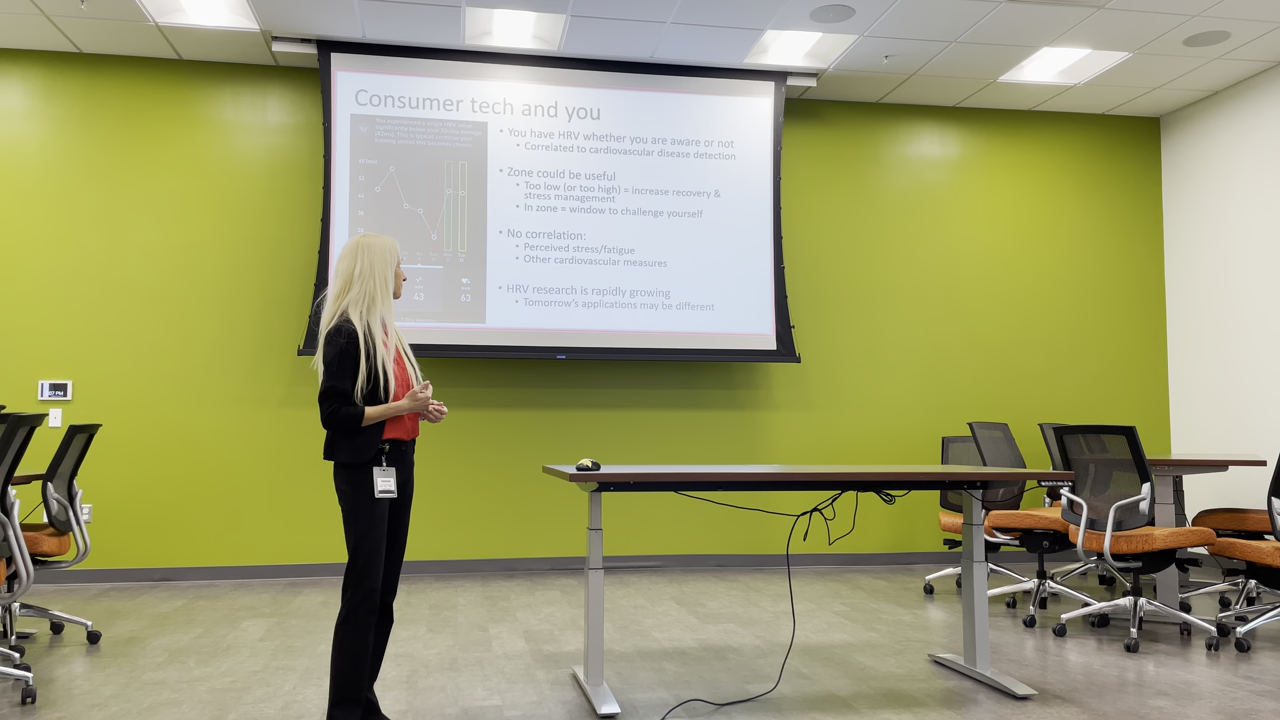 Consumer tech and you
• You have HRV whether you are aware or not
• Correlated to cardiovascular disease detection
• Zone could be useful
• Too low (or too high) = increase recovery &
stress management
• In zone = window to challenge yourself
• No correlation:
• Perceived stress/fatigue
• Other cardiovascular measures
• HRV research is rapidly growing
• Tomorrow's applications may be different
43
63
07 PM